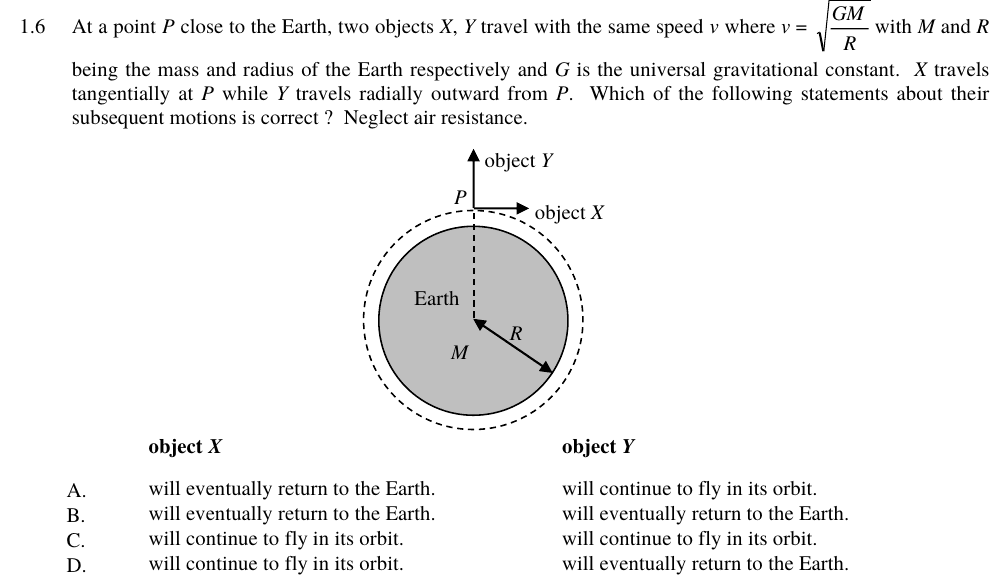 1.6 At a point P close to the Earth, two objects X, Y travel with the same speed v where v = √(GM/R) with M and R
being the mass and radius of the Earth respectively and G is the universal gravitational constant. X travels
tangentially at P while Y travels radially outward from P. Which of the following statements about their
subsequent motions is correct ? Neglect air resistance.
object Y
P
object X
Earth
R
M
object X object Y
A. will eventually return to the Earth. will continue to fly in its orbit.
B. will eventually return to the Earth. will eventually return to the Earth.
C. will continue to fly in its orbit. will continue to fly in its orbit.
D. will continue to fly in its orbit. will eventually return to the Earth.